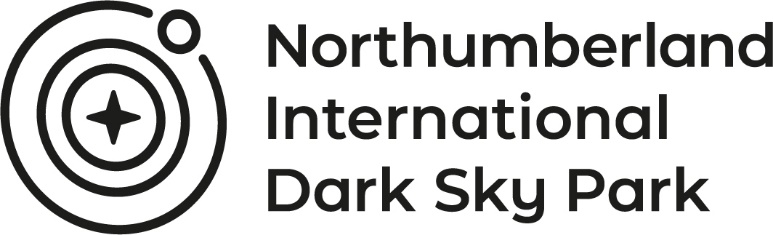 Northumberland
International
Dark Sky Park